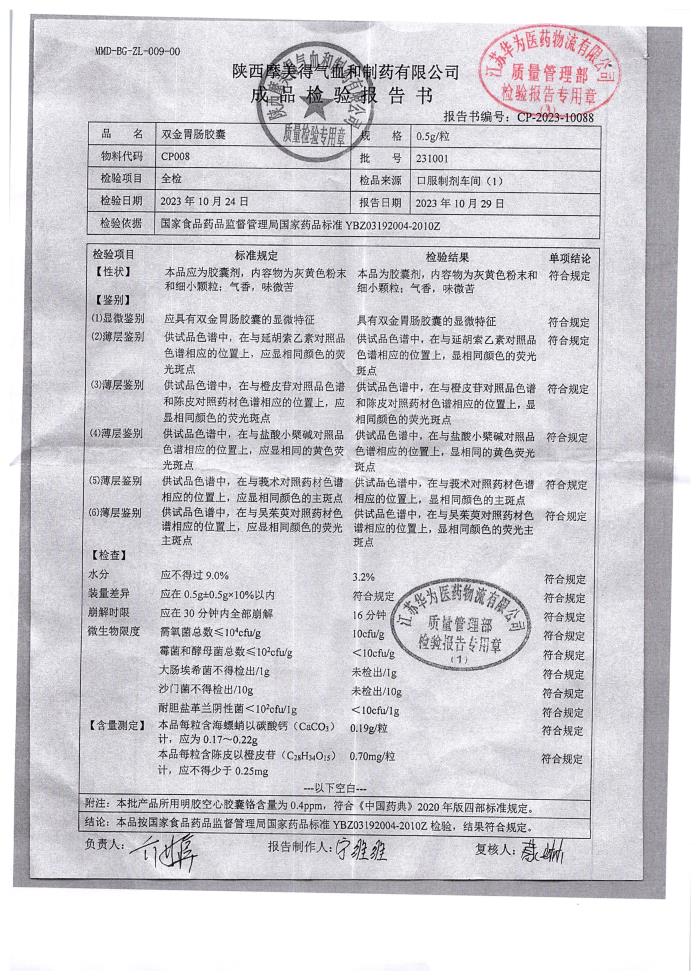 MMD-BG-ZL-009-00
陕西摩美得气血和制药有限公司
成品检验报告书
江苏华为医药物流有限公司
质量管理部
检验报告专用章
(1)
陕西摩美得气血和制药有限公司
质量检验专用章
报告书编号：CP-2023-10088
品 名 双金胃肠胶囊 规 格 0.5g/粒
物料代码 CP008 批 号 231001
检验项目 全检 检品来源 口服制剂车间（1）
检验日期 2023 年 10 月 24 日 报告日期 2023 年 10 月 29 日
检验依据 国家食品药品监督管理局国家药品标准 YBZ03192004-2010Z
检验项目 标准规定 检验结果 单项结论
【性状】 本品应为胶囊剂，内容物为灰黄色粉末 本品为胶囊剂，内容物为灰黄色粉末和 符合规定
和细小颗粒；气香，味微苦 细小颗粒；气香，味微苦
【鉴别】
(1)显微鉴别 应具有双金胃肠胶囊的显微特征 具有双金胃肠胶囊的显微特征 符合规定
(2)薄层鉴别 供试品色谱中，在与延胡索乙素对照品 供试品色谱中，在与延胡索乙素对照品 符合规定
色谱相应的位置上，应显相同颜色的荧 色谱相应的位置上，显相同颜色的荧光
光斑点 斑点
(3)薄层鉴别 供试品色谱中，在与橙皮苷对照品色谱 供试品色谱中，在与橙皮苷对照品色谱 符合规定
和陈皮对照药材色谱相应的位置上，应 和陈皮对照药材色谱相应的位置上，显
显相同颜色的荧光斑点 相同颜色的荧光斑点
(4)薄层鉴别 供试品色谱中，在与盐酸小檗碱对照品 供试品色谱中，在与盐酸小檗碱对照品 符合规定
色谱相应的位置上，应显相同的黄色荧 色谱相应的位置上，显相同的黄色荧光
光斑点 斑点
(5)薄层鉴别 供试品色谱中，在与莪术对照药材色谱 供试品色谱中，在与莪术对照药材色谱 符合规定
相应的位置上，应显相同颜色的主斑点 相应的位置上，显相同颜色的主斑点
(6)薄层鉴别 供试品色谱中，在与吴茱萸对照药材色 供试品色谱中，在与吴茱萸对照药材色 符合规定
谱相应的位置上，应显相同颜色的荧光 谱相应的位置上，显相同颜色的荧光主
主斑点 斑点
【检查】
水分 应不得过 9.0% 3.2% 符合规定
装量差异 应在 0.5g±0.5g×10%以内 符合规定 符合规定
崩解时限 应在 30 分钟内全部崩解 16 分钟 符合规定
微生物限度 需氧菌总数≤10⁴cfu/g 10cfu/g 符合规定
霉菌和酵母菌总数≤10²cfu/g <10cfu/g 符合规定
大肠埃希菌不得检出/1g 未检出/1g 符合规定
沙门菌不得检出/10g 未检出/10g 符合规定
耐胆盐革兰阴性菌<10²cfu/1g <10cfu/1g 符合规定
江苏华为医药物流有限公司
质量管理部
检验报告专用章
(1)
【含量测定】 本品每粒含海螵蛸以碳酸钙（CaCO₃） 0.19g/粒 符合规定
计，应为 0.17～0.22g
本品每粒含陈皮以橙皮苷（C₂₈H₃₄O₁₅） 0.70mg/粒 符合规定
计，应不得少于 0.25mg
---以下空白---
附注：本批产品所用明胶空心胶囊铬含量为 0.4ppm，符合《中国药典》2020 年版四部标准规定。
结论：本品按国家食品药品监督管理局国家药品标准 YBZ03192004-2010Z 检验，结果符合规定。
负责人： 报告制作人：宁维维 复核人：